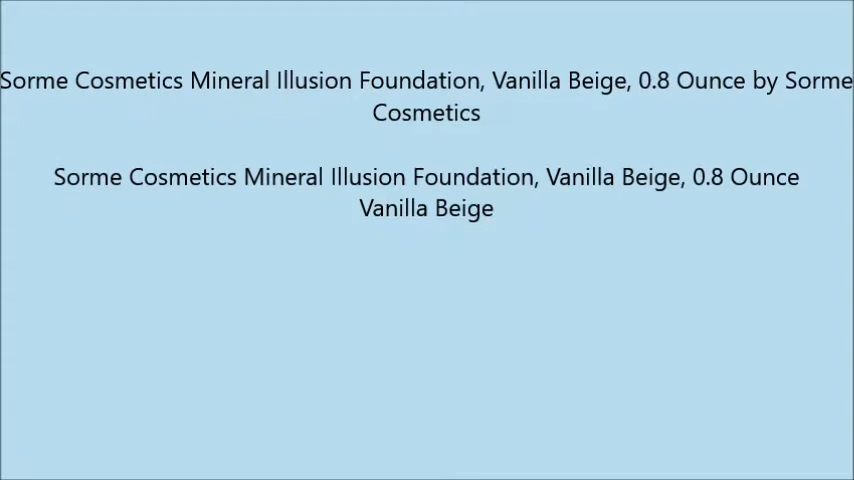 Sorme Cosmetics Mineral Illusion Foundation, Vanilla Beige, 0.8 Ounce by Sorme
Cosmetics
Sorme Cosmetics Mineral Illusion Foundation, Vanilla Beige, 0.8 Ounce
Vanilla Beige